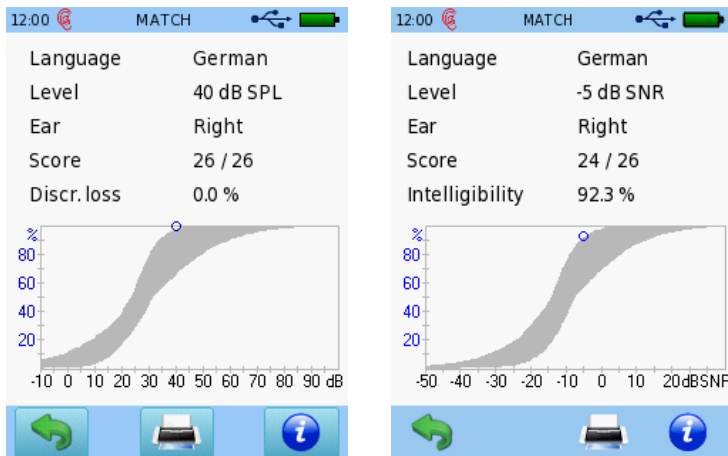 12:00 MATCH
Language German
Level 40 dB SPL
Ear Right
Score 26 / 26
Discr. loss 0.0 %
%
80
60
40
20
-10 0 10 20 30 40 50 60 70 80 90 dB
12:00 MATCH
Language German
Level -5 dB SNR
Ear Right
Score 24 / 26
Intelligibility 92.3 %
%
80
60
40
20
-50 -40 -30 -20 -10 0 10 20dBSNR
i
i